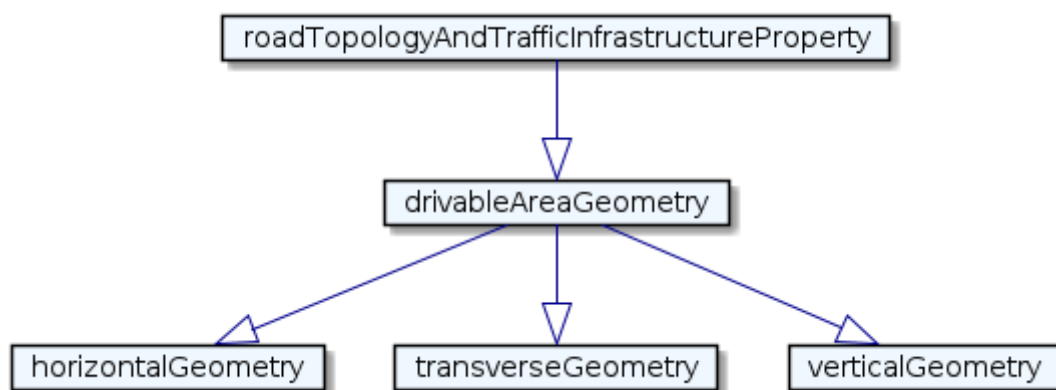 roadTopologyAndTrafficInfrastructureProperty
drivableAreaGeometry
horizontalGeometry
transverseGeometry
verticalGeometry